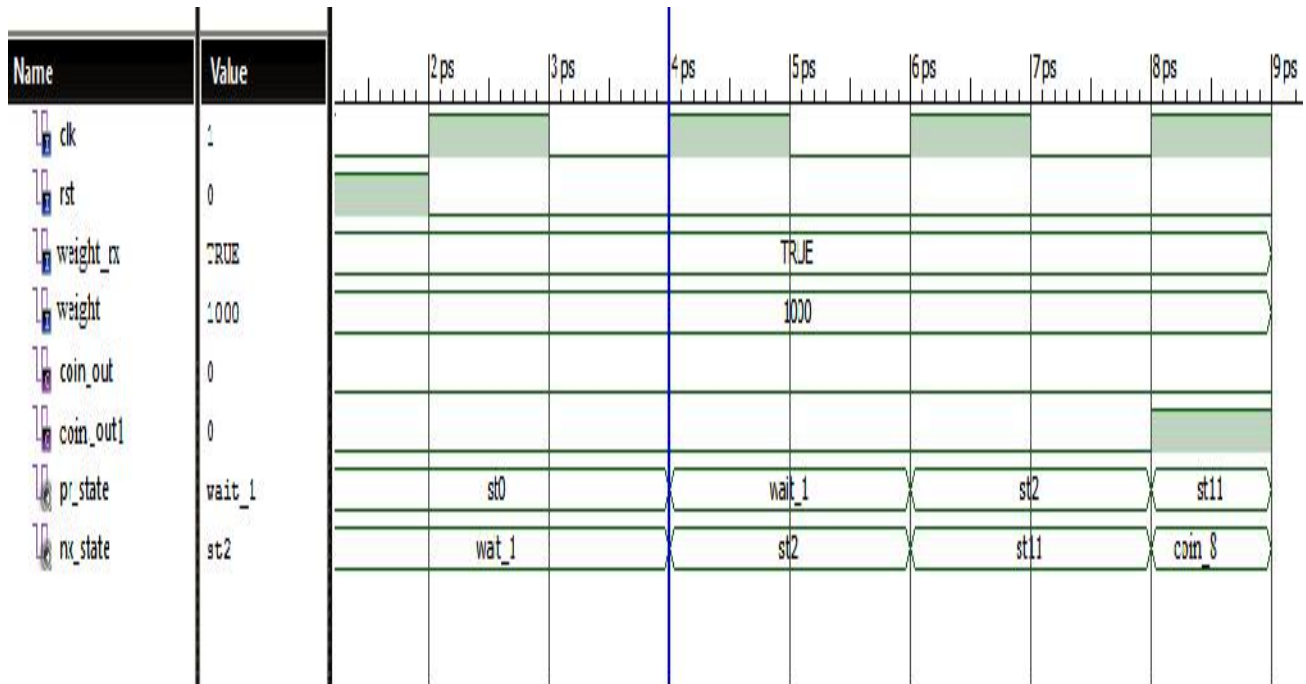 Name Value 2 ps 3 ps 4 ps 5 ps 6 ps 7 ps 8 ps 9 ps
clk 1
rst 0
weight_rx TRUE TRUE
weight 1000 1000
coin_out 0
coin_out1 0
pr_state wait_1 st0 wait_1 st2 st11
nx_state st2 wat_1 st2 st11 coin_8